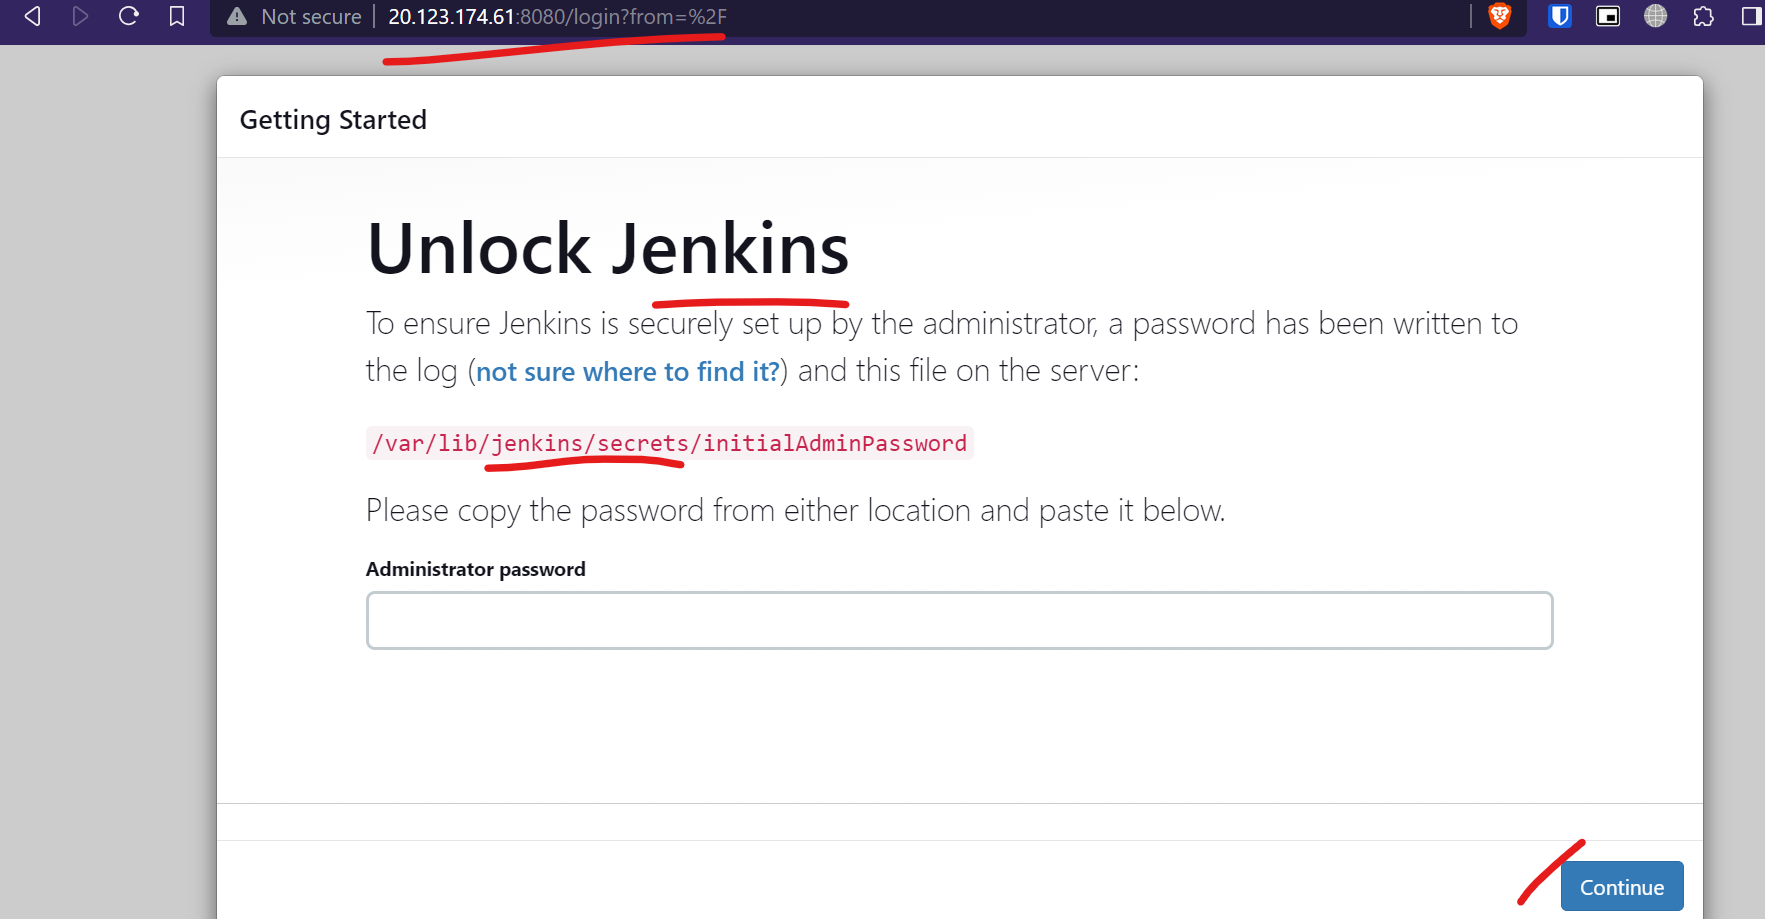 Not secure 20.123.174.61:8080/login?from=%2F
Getting Started
Unlock Jenkins
To ensure Jenkins is securely set up by the administrator, a password has been written to
the log (not sure where to find it?) and this file on the server:
/var/lib/jenkins/secrets/initialAdminPassword
Please copy the password from either location and paste it below.
Administrator password
Continue